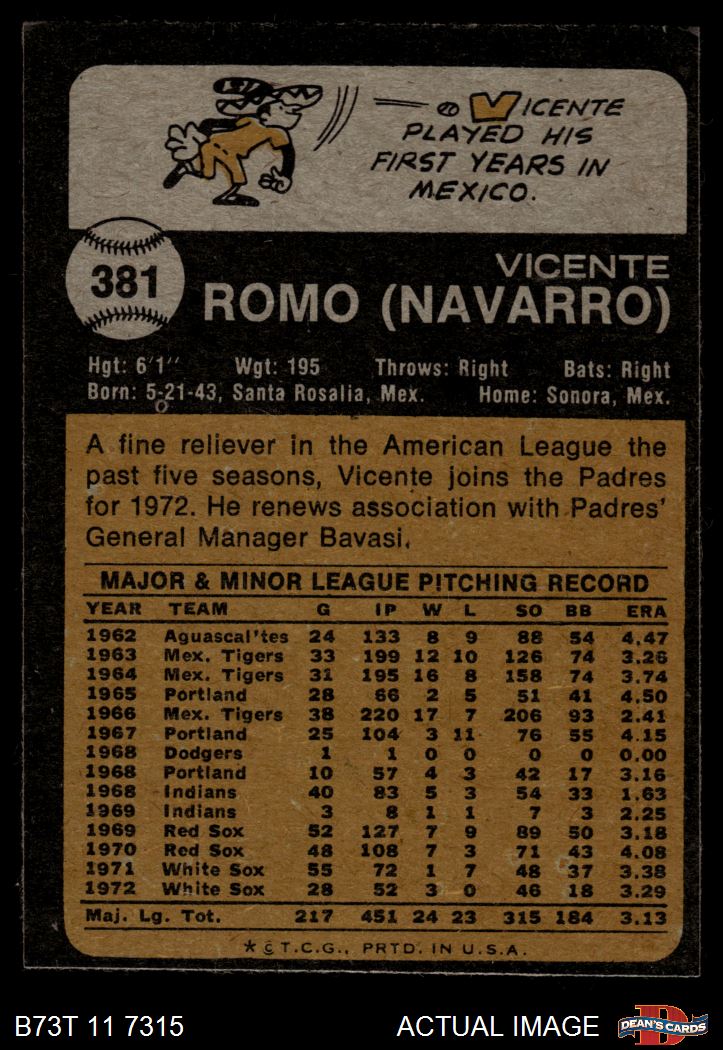 VICENTE
PLAYED HIS
FIRST YEARS IN
MEXICO.
381
VICENTE
ROMO (NAVARRO)
Hgt: 6'1" Wgt: 195 Throws: Right Bats: Right
Born: 5-21-43, Santa Rosalia, Mex. Home: Sonora, Mex.
A fine reliever in the American League the
past five seasons, Vicente joins the Padres
for 1972. He renews association with Padres'
General Manager Bavasi.
MAJOR & MINOR LEAGUE PITCHING RECORD
YEAR TEAM G IP W L SO BB ERA
1962 Aguascal'tes 24 133 8 9 88 54 4.47
1963 Mex. Tigers 33 199 12 10 126 74 3.26
1964 Mex. Tigers 31 195 16 8 158 74 3.74
1965 Portland 28 66 2 5 51 41 4.50
1966 Mex. Tigers 38 220 17 7 206 93 2.41
1967 Portland 25 104 3 11 76 55 4.15
1968 Dodgers 1 1 0 0 0 0 0.00
1968 Portland 10 57 4 3 42 17 3.16
1968 Indians 40 83 5 3 54 33 1.63
1969 Indians 3 8 1 1 7 3 2.25
1969 Red Sox 52 127 7 9 89 50 3.18
1970 Red Sox 48 108 7 3 71 43 4.08
1971 White Sox 55 72 1 7 48 37 3.38
1972 White Sox 28 52 3 0 46 18 3.29
Maj. Lg. Tot. 217 451 24 23 315 184 3.13
* © T.C.G., PRTD. IN U.S.A.
B73T 11 7315 ACTUAL IMAGE DEAN'S CARDS